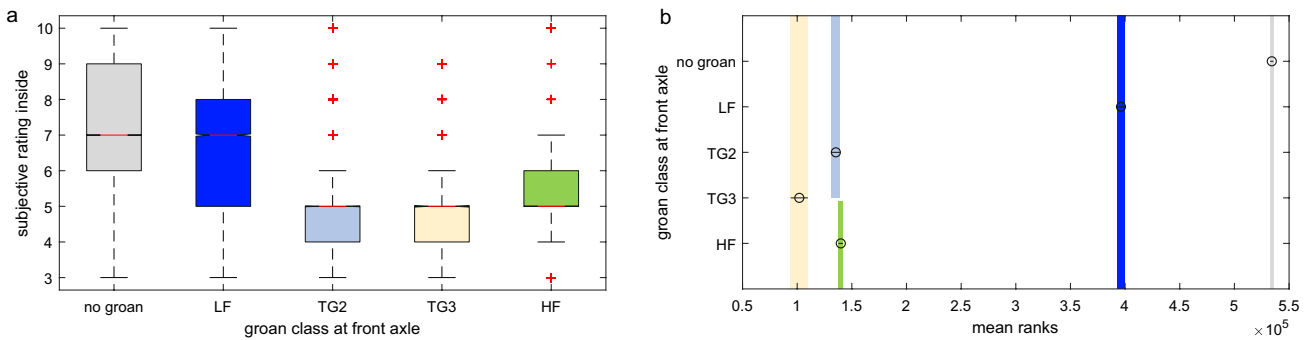 a
10
9
8
7
6
5
4
3
subjective rating inside
no groan LF TG2 TG3 HF
groan class at front axle
b
no groan
LF
TG2
TG3
HF
groan class at front axle
0.5 1 1.5 2 2.5 3 3.5 4 4.5 5 5.5
mean ranks
×10⁵